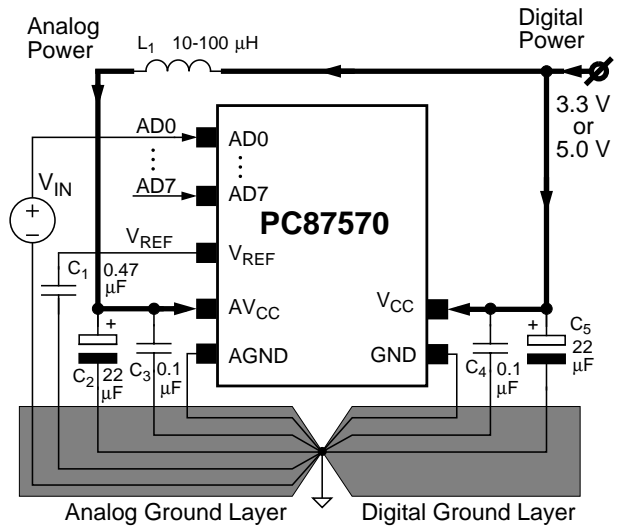 Analog
Power
L1 10-100 μH
Digital
Power
3.3 V
or
5.0 V
AD0
AD0
AD7
AD7
VIN
+
–
PC87570
VREF
VREF
C1 0.47
μF
AVCC
VCC
+
C2 22
μF
C3 0.1
μF
AGND
GND
C4 0.1
μF
+
C5
22
μF
Analog Ground Layer
Digital Ground Layer